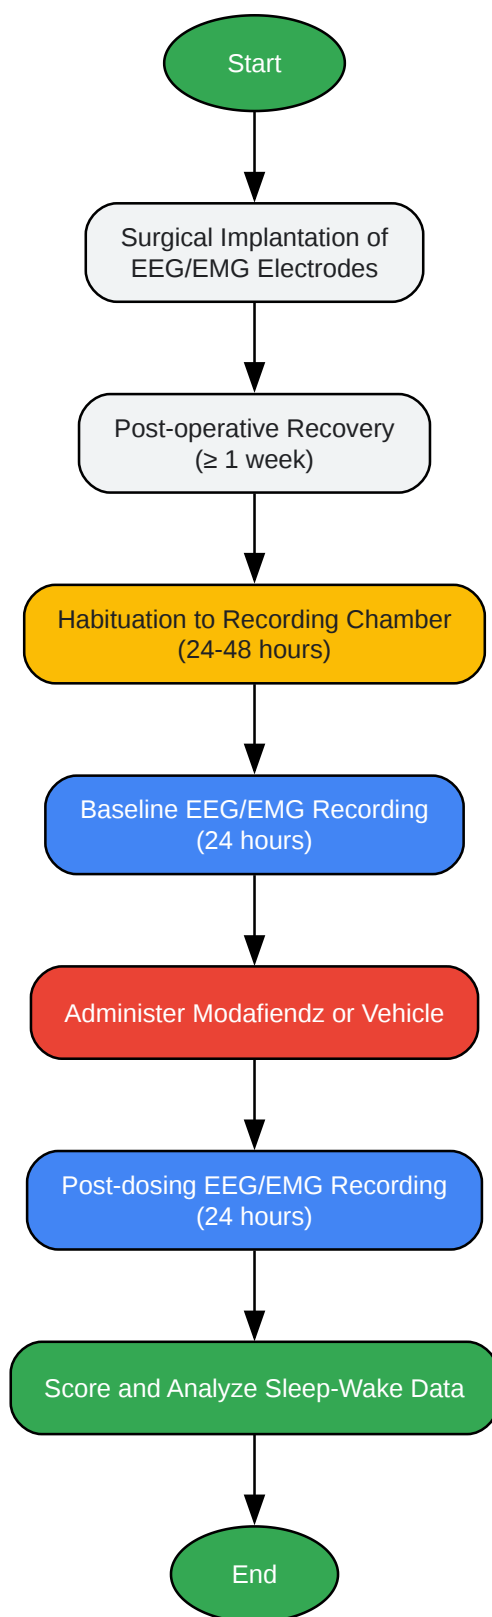 Start
Surgical Implantation of
EEG/EMG Electrodes
Post-operative Recovery
(≥ 1 week)
Habituation to Recording Chamber
(24-48 hours)
Baseline EEG/EMG Recording
(24 hours)
Administer Modafiendz or Vehicle
Post-dosing EEG/EMG Recording
(24 hours)
Score and Analyze Sleep-Wake Data
End